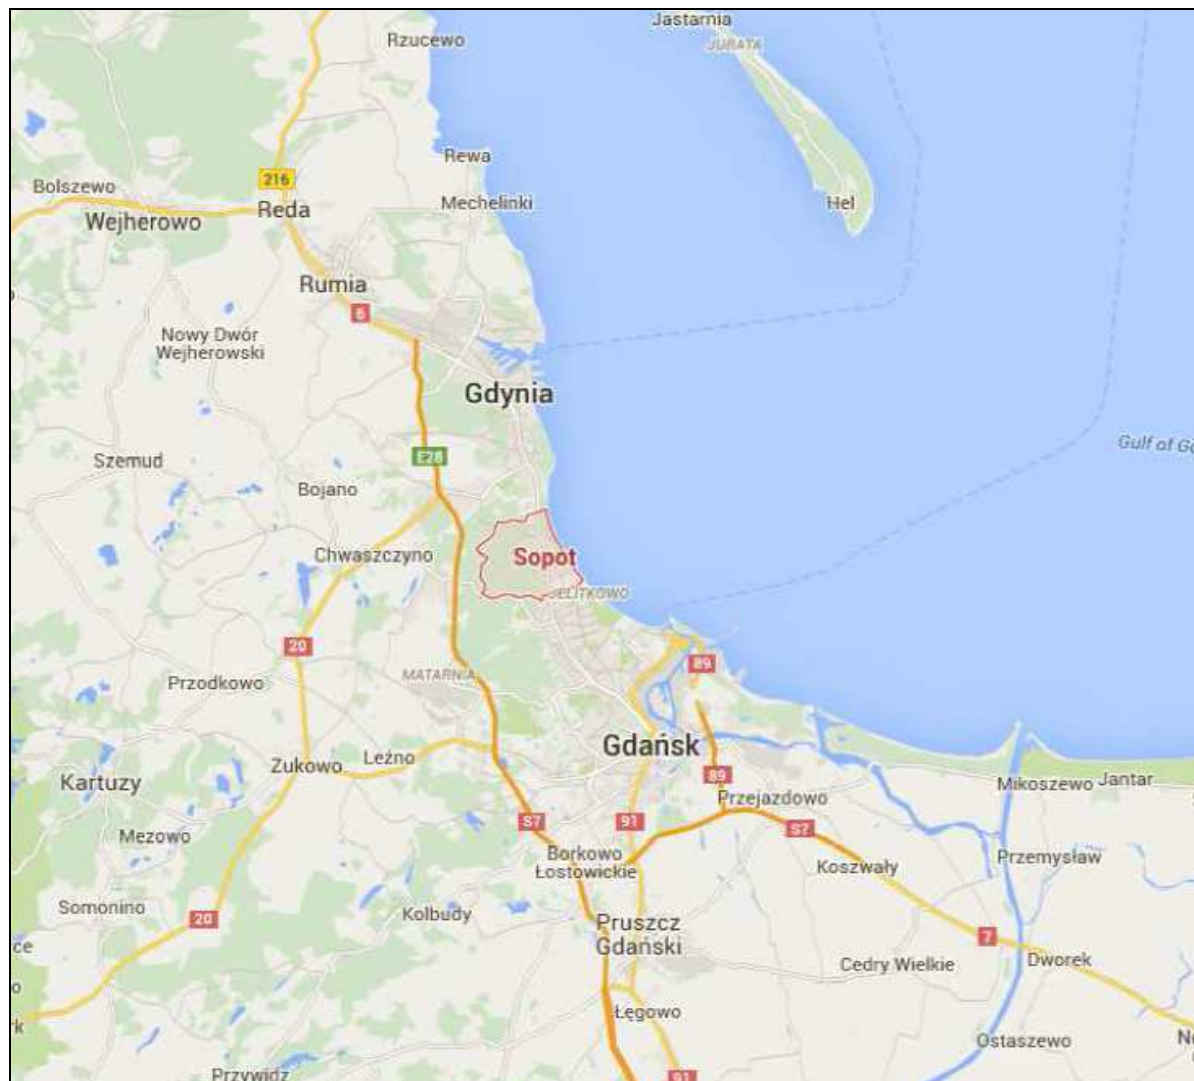 Jastarnia
Rzucewo
JURATA
Rewa
216
Bolszewo
Reda
Mechelinki
Hel
Wejherowo
Rumia
6
Nowy Dwór
Wejherowski
Gdynia
Gulf of G
E28
Szemud
Bojano
Chwaszczyno
Sopot
JELITKOWO
20
89
Przodkowo
MATARNIA
Gdańsk
Leźno
Żukowo
89
Kartuzy
Mikoszewo
Jantar
Przejazdowo
S7
91
S7
Mezowo
Borkowo
Łostowickie
Koszwały
Przemysław
Somonino
20
Kolbudy
Pruszcz
Gdański
7
ce
Cedry Wielkie
Dworek
o
Łęgowo
rk
Ostaszewo
Przywidz
91